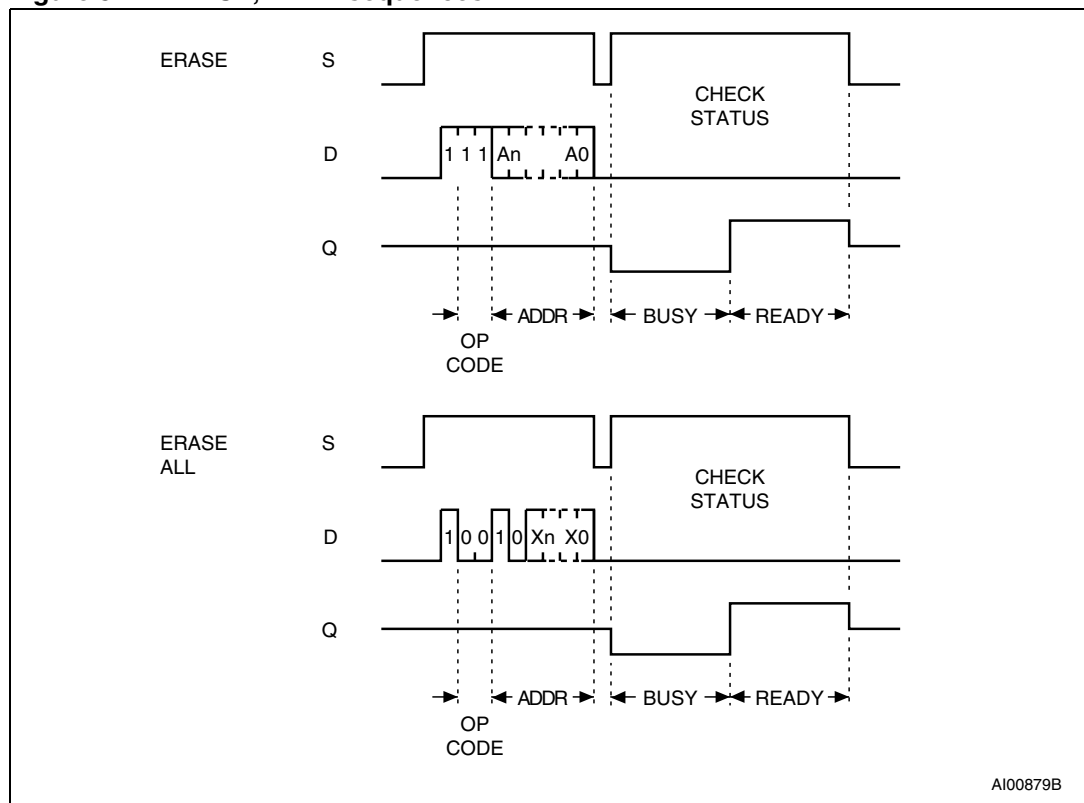 ERASE S
CHECK
STATUS
D 1 1 1 An A0
Q
ADDR BUSY READY
OP
CODE
ERASE S
ALL
CHECK
STATUS
D 1 0 0 1 0 Xn X0
Q
ADDR BUSY READY
OP
CODE
AI00879B